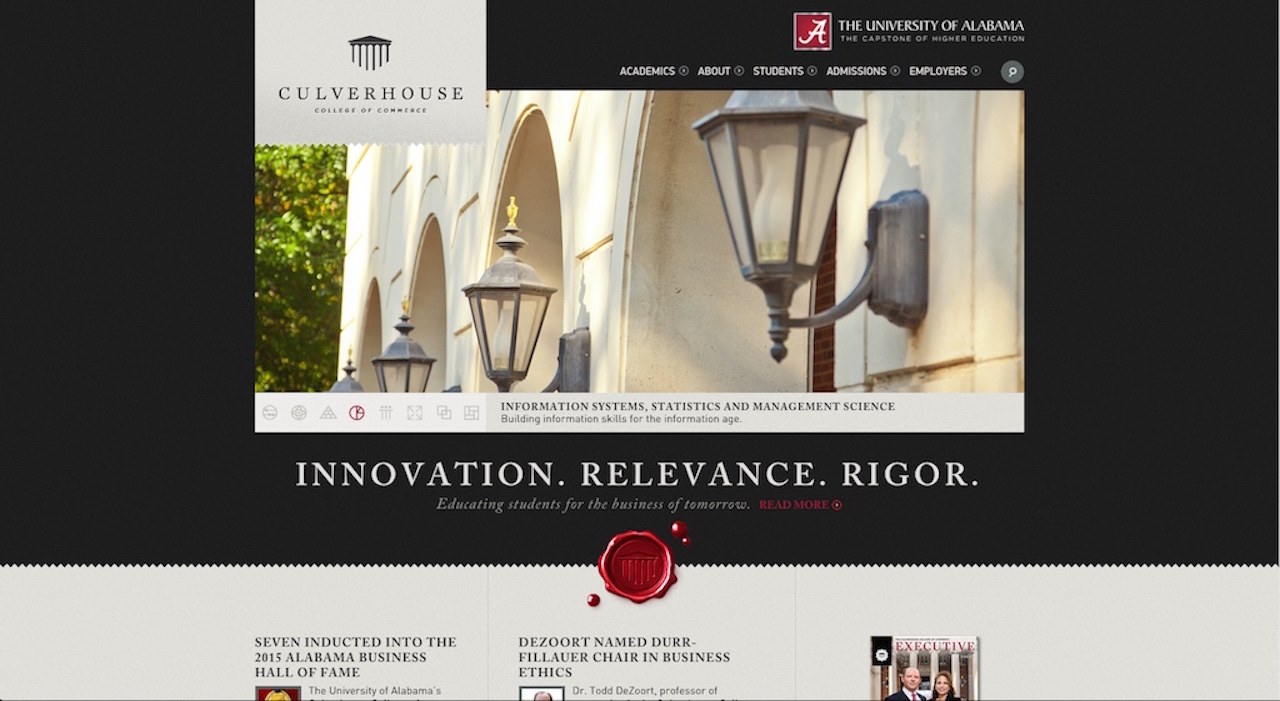 CULVERHOUSE
COLLEGE OF COMMERCE
A
THE UNIVERSITY OF ALABAMA
THE CAPSTONE OF HIGHER EDUCATION
ACADEMICS ABOUT STUDENTS ADMISSIONS EMPLOYERS
INFORMATION SYSTEMS, STATISTICS AND MANAGEMENT SCIENCE
Building information skills for the information age.
INNOVATION. RELEVANCE. RIGOR.
Educating students for the business of tomorrow. READ MORE
SEVEN INDUCTED INTO THE
2015 ALABAMA BUSINESS
HALL OF FAME
The University of Alabama's
DEZOORT NAMED DURR-
FILLAUER CHAIR IN BUSINESS
ETHICS
Dr. Todd DeZoort, professor of
EXECUTIVE